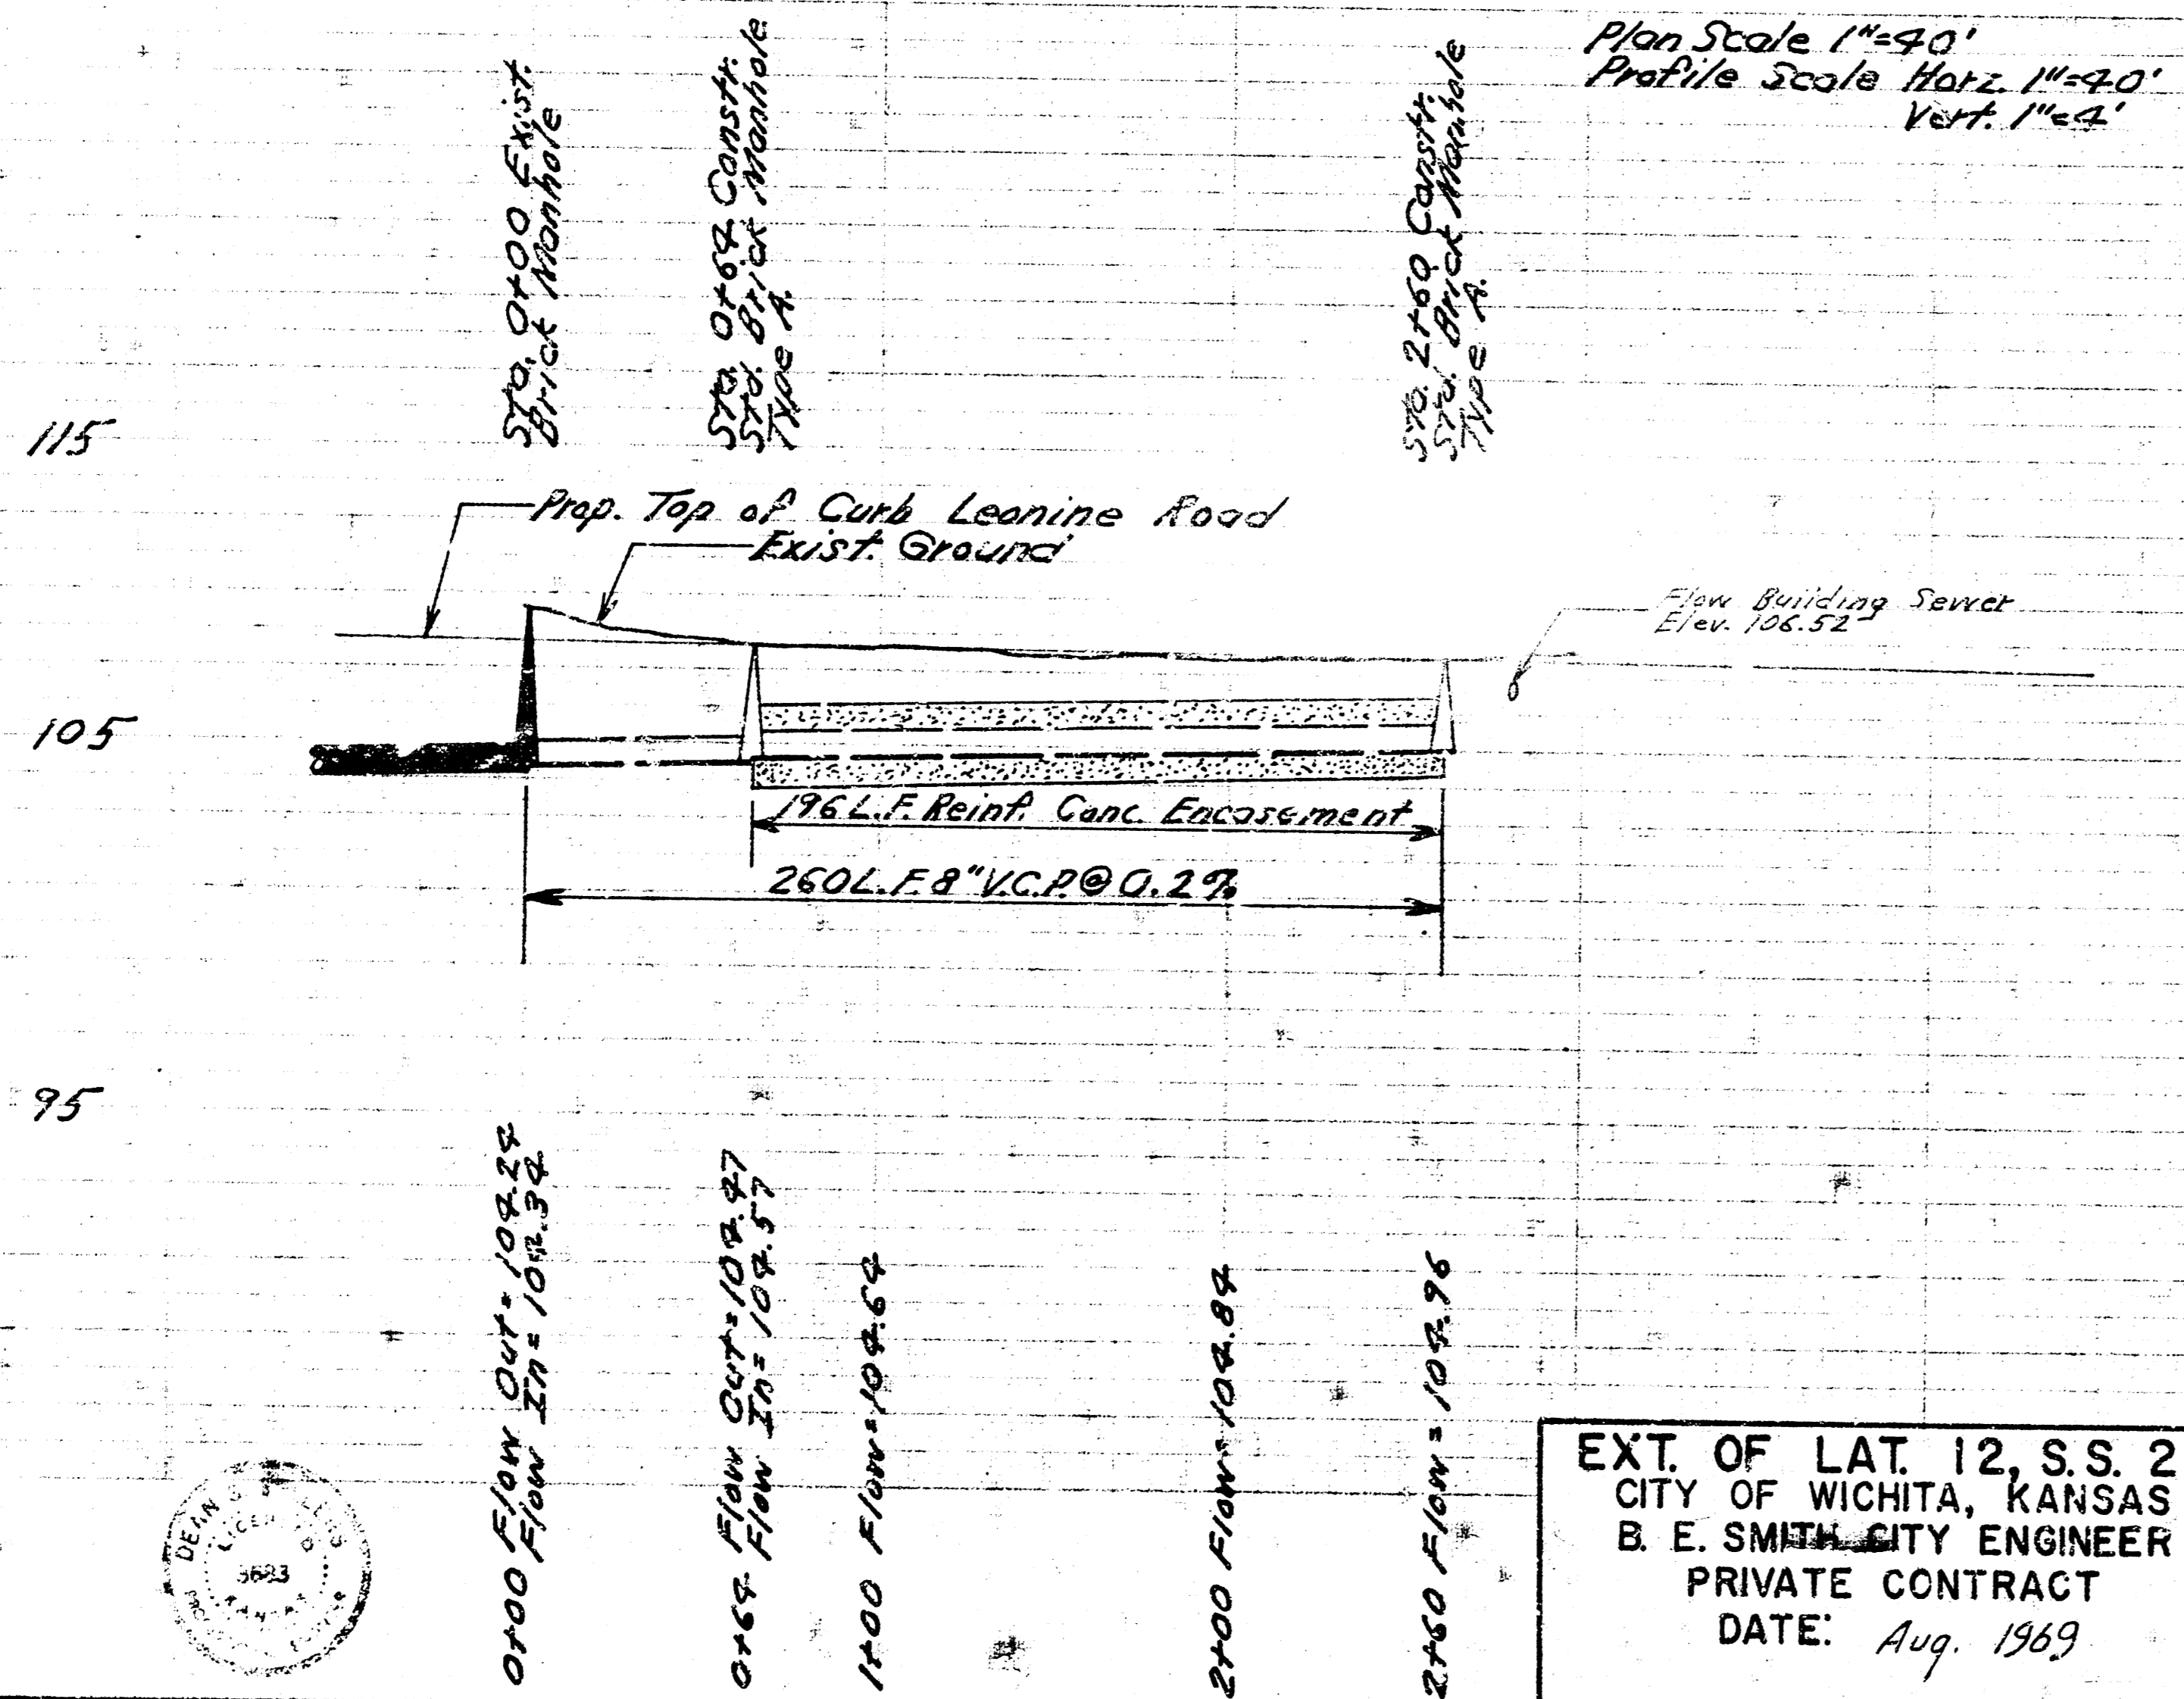 Plan Scale 1"=40'
Profile Scale Horz. 1"=40'
Vert. 1"=4'
Sta. 0+00 Exist.
Brick Manhole
Sta. 0+64 Constr.
Std. Brick Manhole
Type A.
Sta. 2+60 Constr.
Std. Brick Manhole
Type A.
115
Prop. Top of Curb Leonine Road
Exist. Ground
Flow Building Sewer
Elev. 106.52
105
196 L.F. Reinf. Conc. Encasement
260 L.F. 8" V.C.P. @ 0.2%
95
0+00 Flow Out = 104.24
Flow In = 104.34
0+64 Flow Out = 104.47
Flow In = 104.57
1+00 Flow = 104.64
2+00 Flow = 104.84
2+60 Flow = 104.96
DEAN
3683
EXT. OF LAT. 12, S.S. 2
CITY OF WICHITA, KANSAS
B. E. SMITH CITY ENGINEER
PRIVATE CONTRACT
DATE: Aug. 1969